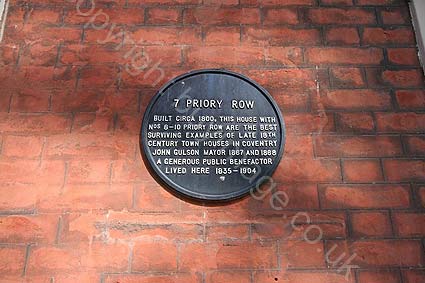 7 PRIORY ROW
BUILT CIRCA 1800, THIS HOUSE WITH
Nos 8-10 PRIORY ROW ARE THE BEST
SURVIVING EXAMPLES OF LATE 18TH
CENTURY TOWN HOUSES IN COVENTRY
JOHN GULSON MAYOR 1867 AND 1868
A GENEROUS PUBLIC BENEFACTOR
LIVED HERE 1835-1904